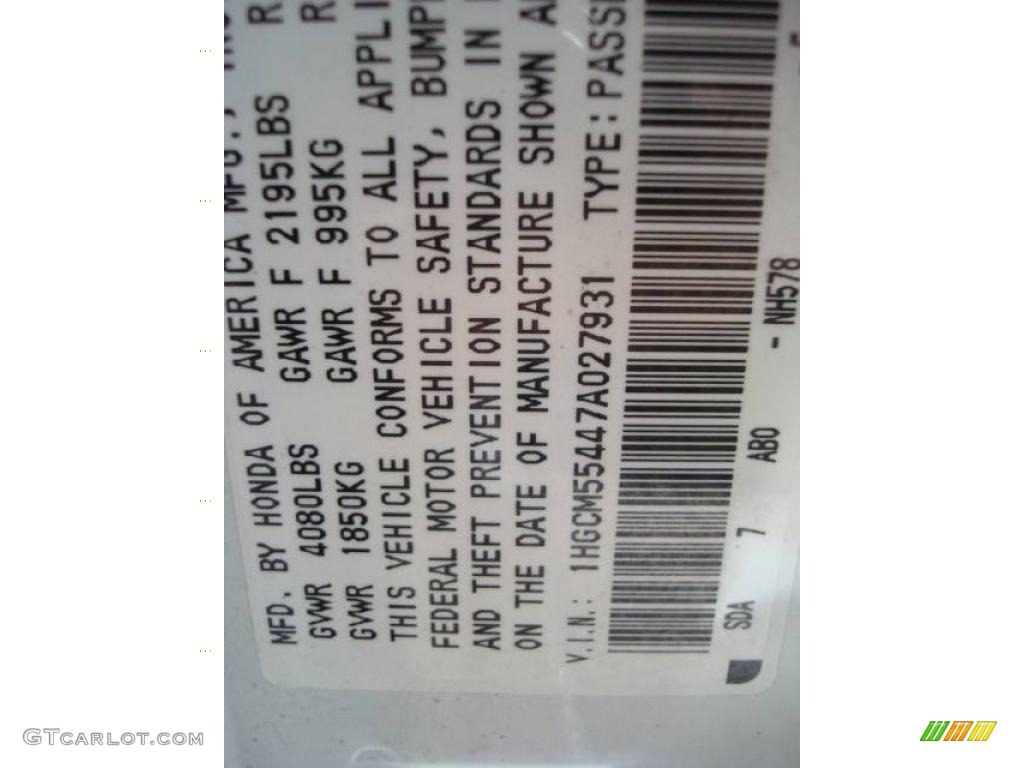 MFD. BY HONDA OF AMERICA MFG.,
GVWR 4080LBS GAWR F 2195LBS R
GVWR 1850KG GAWR F 995KG R
THIS VEHICLE CONFORMS TO ALL APPLI
FEDERAL MOTOR VEHICLE SAFETY, BUMP
AND THEFT PREVENTION STANDARDS IN
ON THE DATE OF MANUFACTURE SHOWN A
V.I.N.: 1HGCM55447A027931 TYPE: PASS
SDA 7 ABO - NH578
GTCARLOT.COM